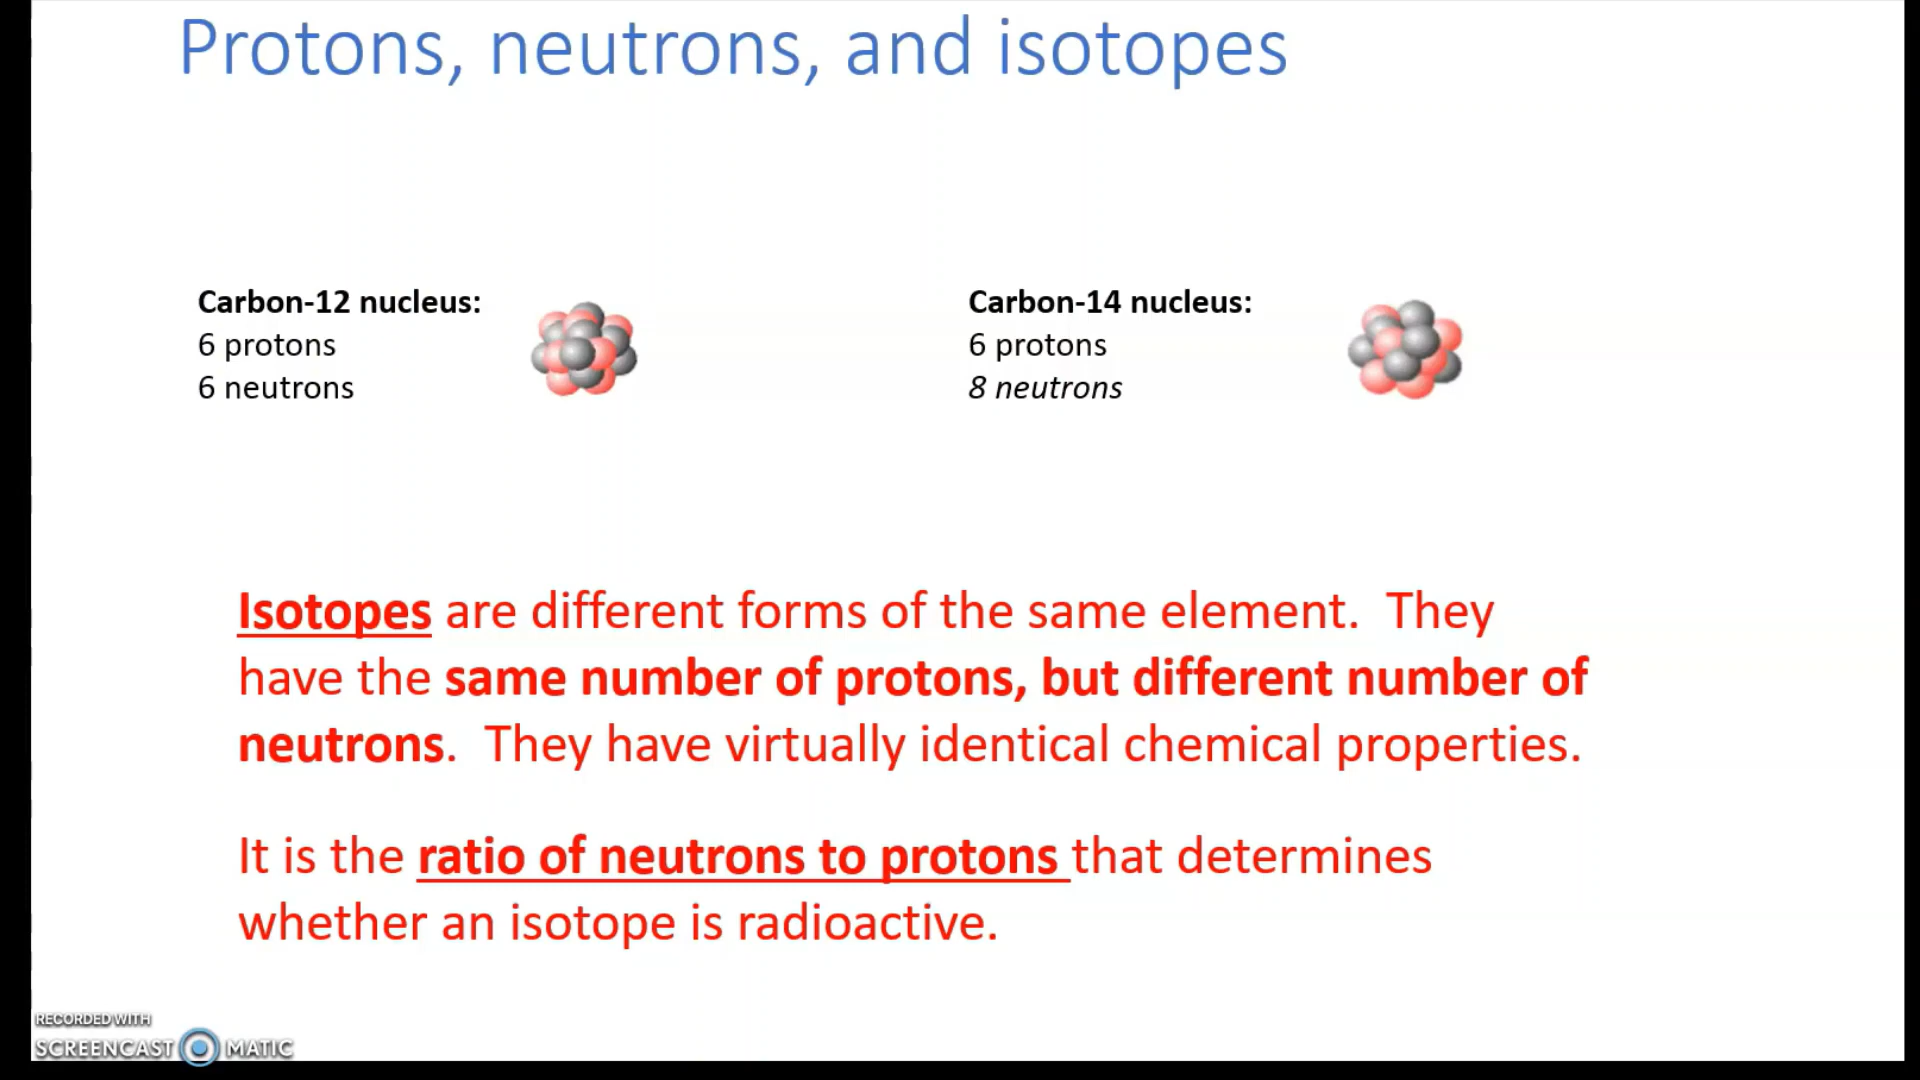 Protons, neutrons, and isotopes
Carbon-12 nucleus:
6 protons
6 neutrons
Carbon-14 nucleus:
6 protons
8 neutrons
Isotopes are different forms of the same element. They
have the same number of protons, but different number of
neutrons. They have virtually identical chemical properties.
It is the ratio of neutrons to protons that determines
whether an isotope is radioactive.
RECORDED WITH
SCREENCAST MATIC